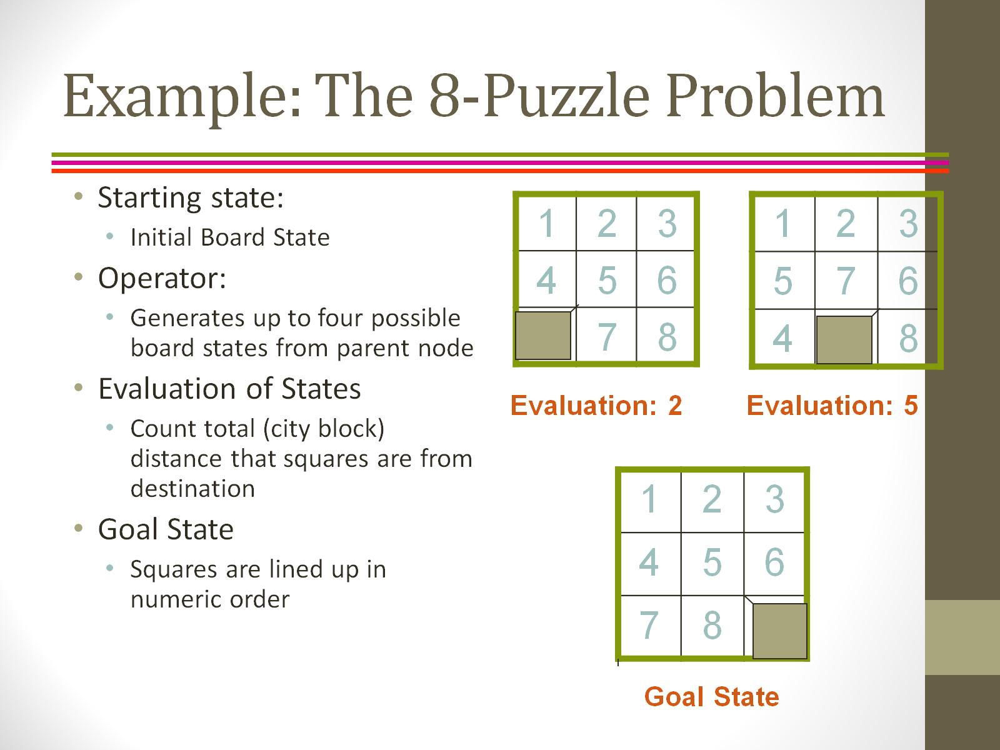 Example: The 8-Puzzle Problem
• Starting state:
• Initial Board State
• Operator:
• Generates up to four possible
board states from parent node
• Evaluation of States
• Count total (city block)
distance that squares are from
destination
• Goal State
• Squares are lined up in
numeric order
1 2 3
4 5 6
7 8
Evaluation: 2
1 2 3
5 7 6
4 8
Evaluation: 5
1 2 3
4 5 6
7 8
Goal State